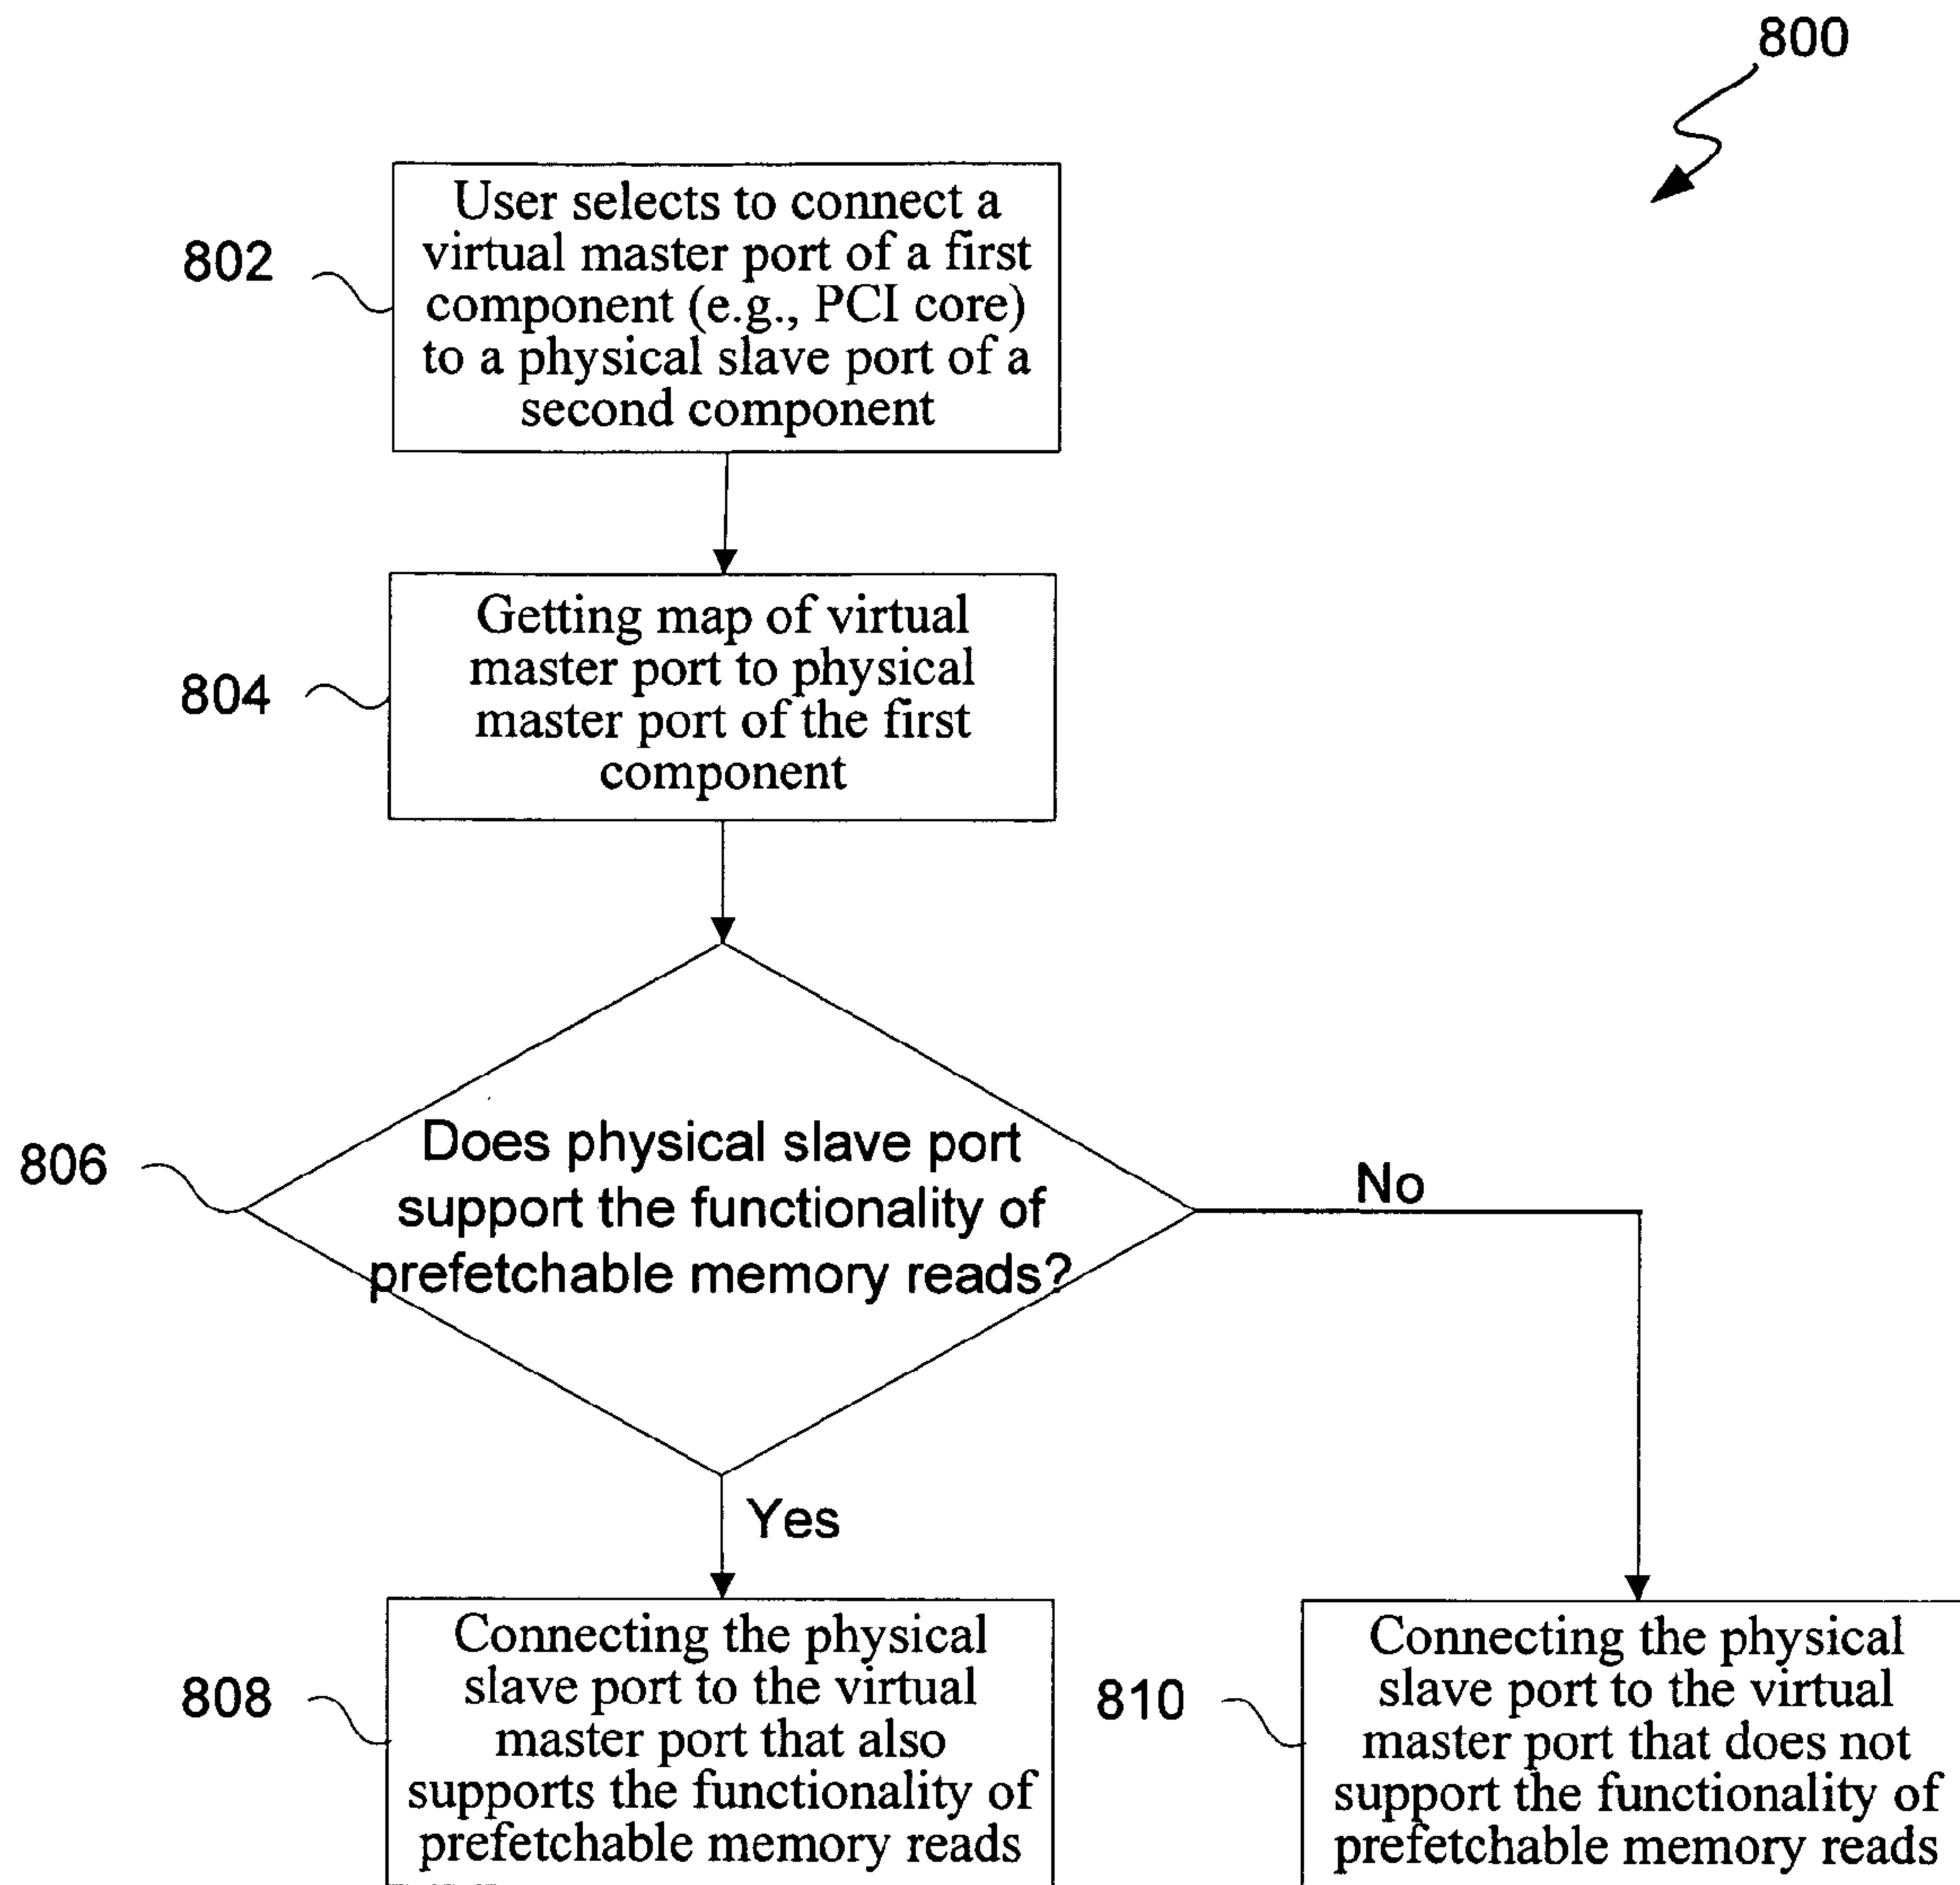 800
802
User selects to connect a
virtual master port of a first
component (e.g., PCI core)
to a physical slave port of a
second component
804
Getting map of virtual
master port to physical
master port of the first
component
806
Does physical slave port
support the functionality of
prefetchable memory reads?
No
Yes
808
Connecting the physical
slave port to the virtual
master port that also
supports the functionality of
prefetchable memory reads
810
Connecting the physical
slave port to the virtual
master port that does not
support the functionality of
prefetchable memory reads